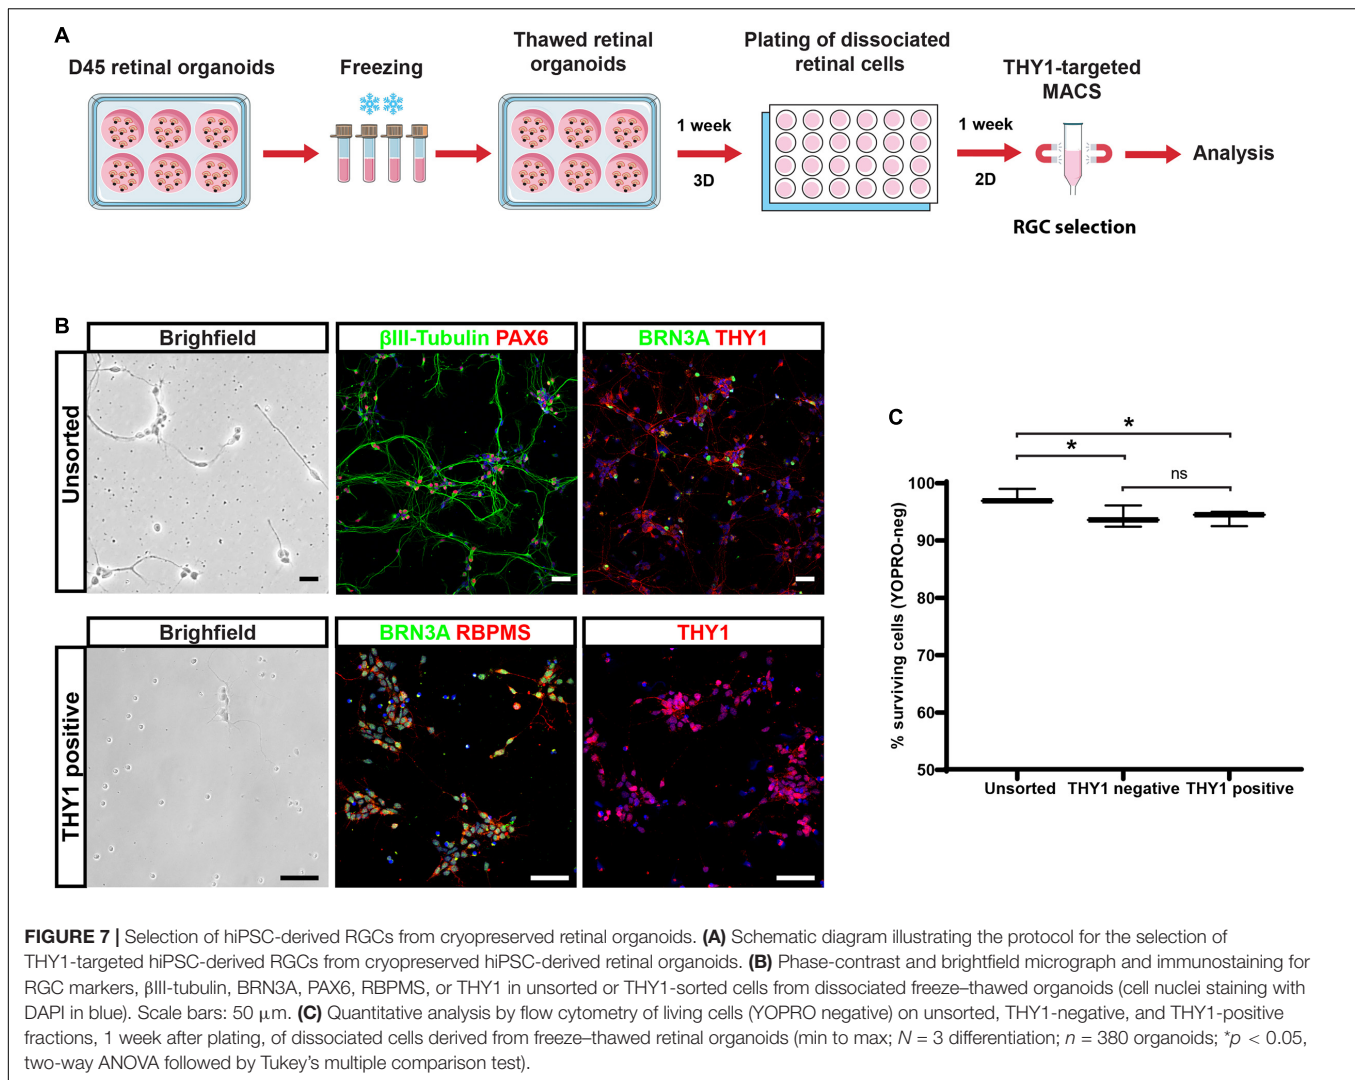 A
D45 retinal organoids
Freezing
Thawed retinal
organoids
1 week
3D
Plating of dissociated
retinal cells
1 week
2D
THY1-targeted
MACS
RGC selection
Analysis
B
Unsorted
Brighfield
βIII-Tubulin PAX6
BRN3A THY1
THY1 positive
Brighfield
BRN3A RBPMS
THY1
C
*
*
ns
% surviving cells (YOPRO-neg)
100
90
80
70
60
50
Unsorted THY1 negative THY1 positive
FIGURE 7 | Selection of hiPSC-derived RGCs from cryopreserved retinal organoids. (A) Schematic diagram illustrating the protocol for the selection of
THY1-targeted hiPSC-derived RGCs from cryopreserved hiPSC-derived retinal organoids. (B) Phase-contrast and brightfield micrograph and immunostaining for
RGC markers, βIII-tubulin, BRN3A, PAX6, RBPMS, or THY1 in unsorted or THY1-sorted cells from dissociated freeze–thawed organoids (cell nuclei staining with
DAPI in blue). Scale bars: 50 μm. (C) Quantitative analysis by flow cytometry of living cells (YOPRO negative) on unsorted, THY1-negative, and THY1-positive
fractions, 1 week after plating, of dissociated cells derived from freeze–thawed retinal organoids (min to max; N = 3 differentiation; n = 380 organoids; *p < 0.05,
two-way ANOVA followed by Tukey's multiple comparison test).